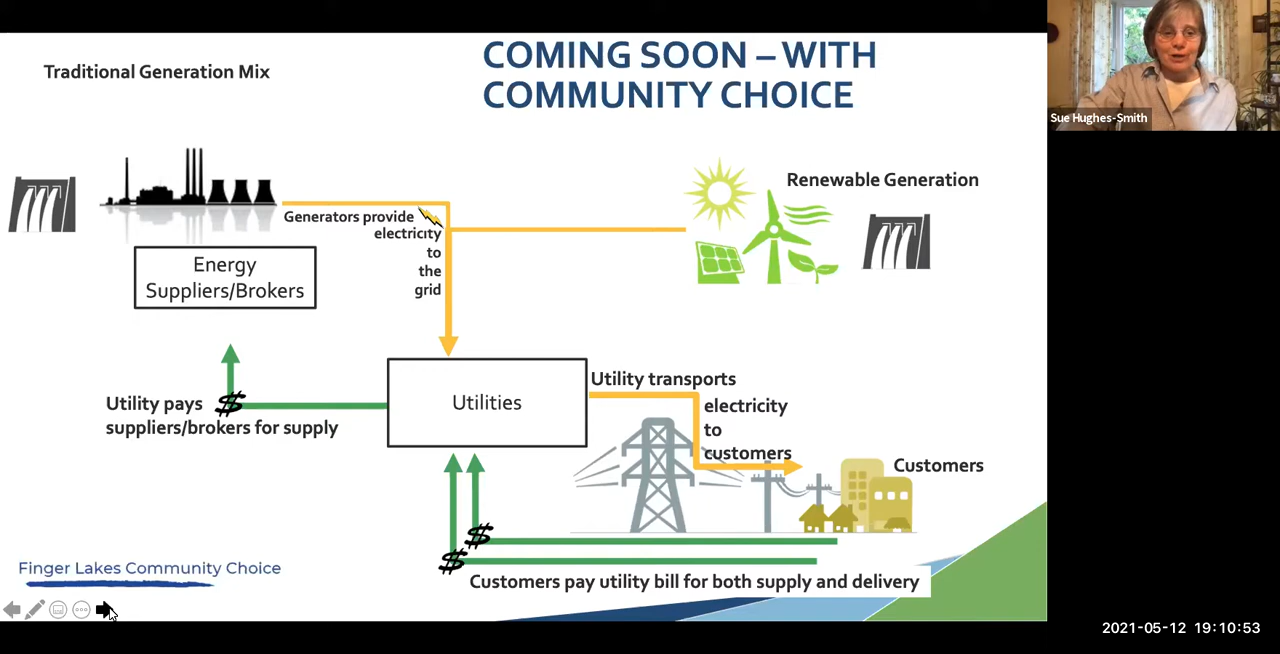 COMING SOON – WITH
COMMUNITY CHOICE
Traditional Generation Mix
Sue Hughes-Smith
Renewable Generation
Generators provide
electricity
to
the
grid
Energy
Suppliers/Brokers
Utility pays $
suppliers/brokers for supply
Utilities
Utility transports
electricity
to
customers
Customers
$
$
Customers pay utility bill for both supply and delivery
Finger Lakes Community Choice
2021-05-12 19:10:53